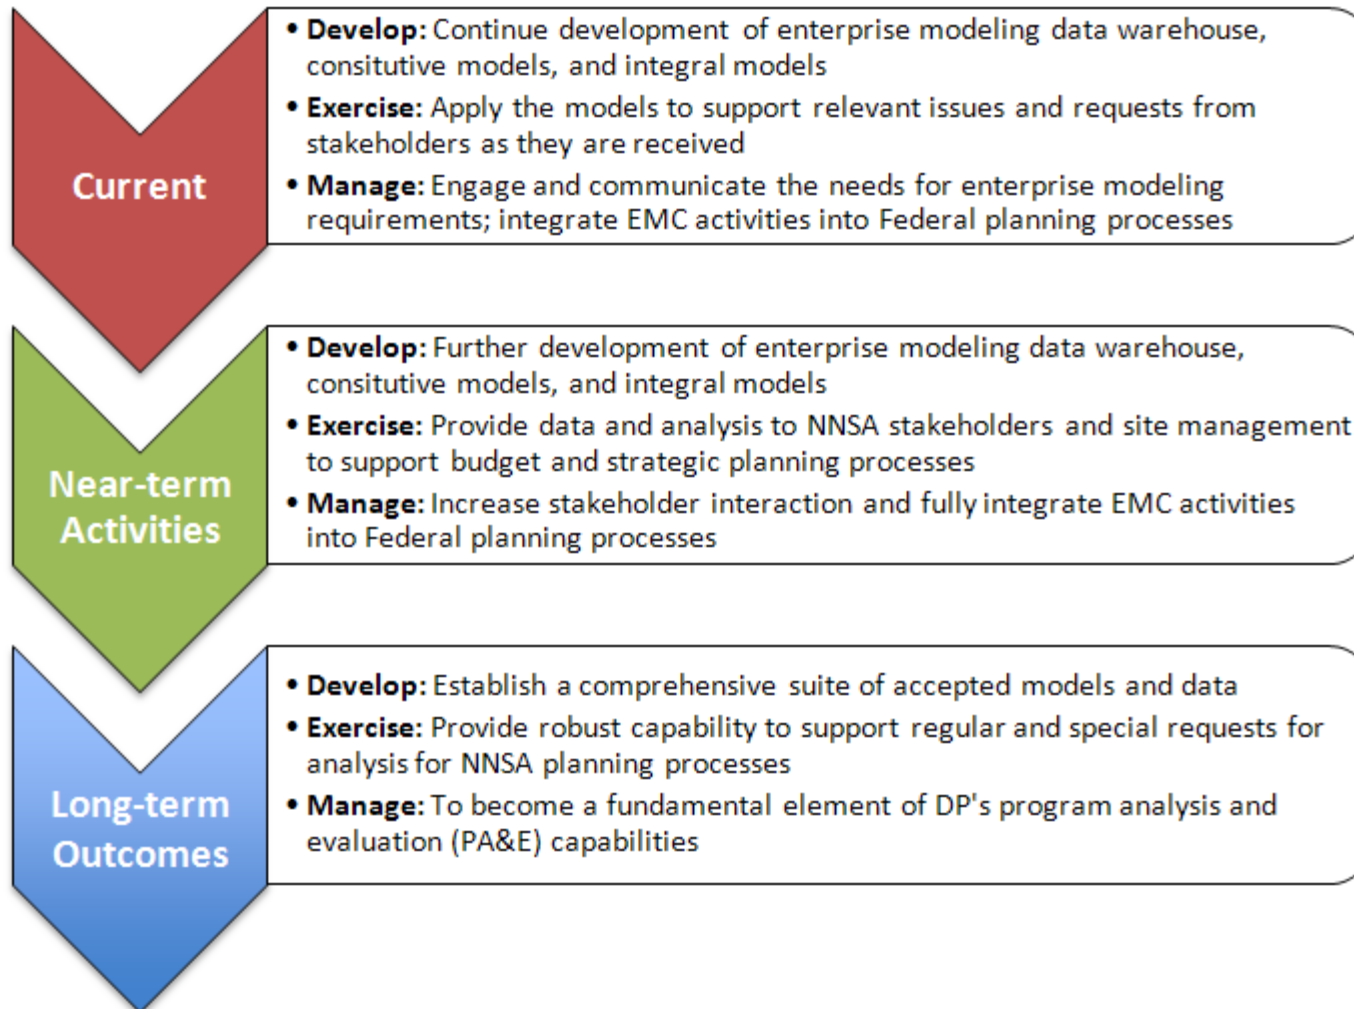 Current
• Develop: Continue development of enterprise modeling data warehouse,
consitutive models, and integral models
• Exercise: Apply the models to support relevant issues and requests from
stakeholders as they are received
• Manage: Engage and communicate the needs for enterprise modeling
requirements; integrate EMC activities into Federal planning processes
Near-term
Activities
• Develop: Further development of enterprise modeling data warehouse,
consitutive models, and integral models
• Exercise: Provide data and analysis to NNSA stakeholders and site management
to support budget and strategic planning processes
• Manage: Increase stakeholder interaction and fully integrate EMC activities
into Federal planning processes
Long-term
Outcomes
• Develop: Establish a comprehensive suite of accepted models and data
• Exercise: Provide robust capability to support regular and special requests for
analysis for NNSA planning processes
• Manage: To become a fundamental element of DP's program analysis and
evaluation (PA&E) capabilities